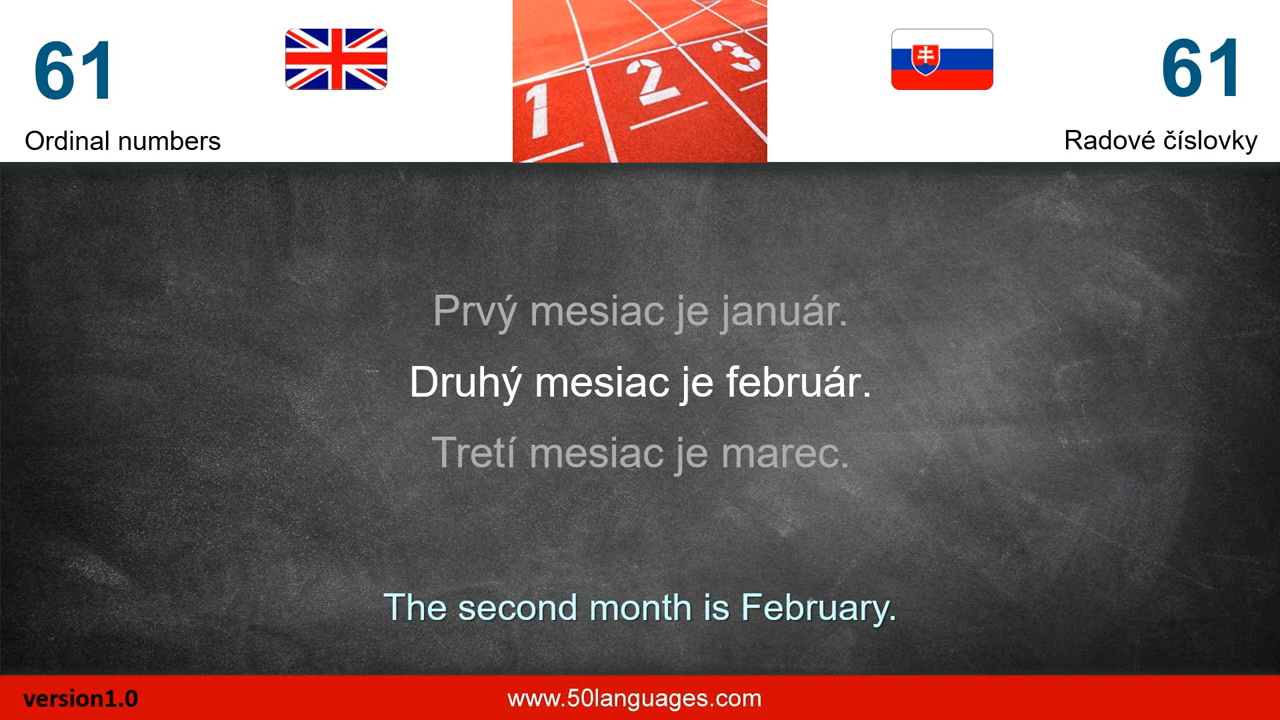 61
61
Ordinal numbers
Radové číslovky
1 2 3
Prvý mesiac je január.
Druhý mesiac je február.
Tretí mesiac je marec.
The second month is February.
version1.0
www.50languages.com